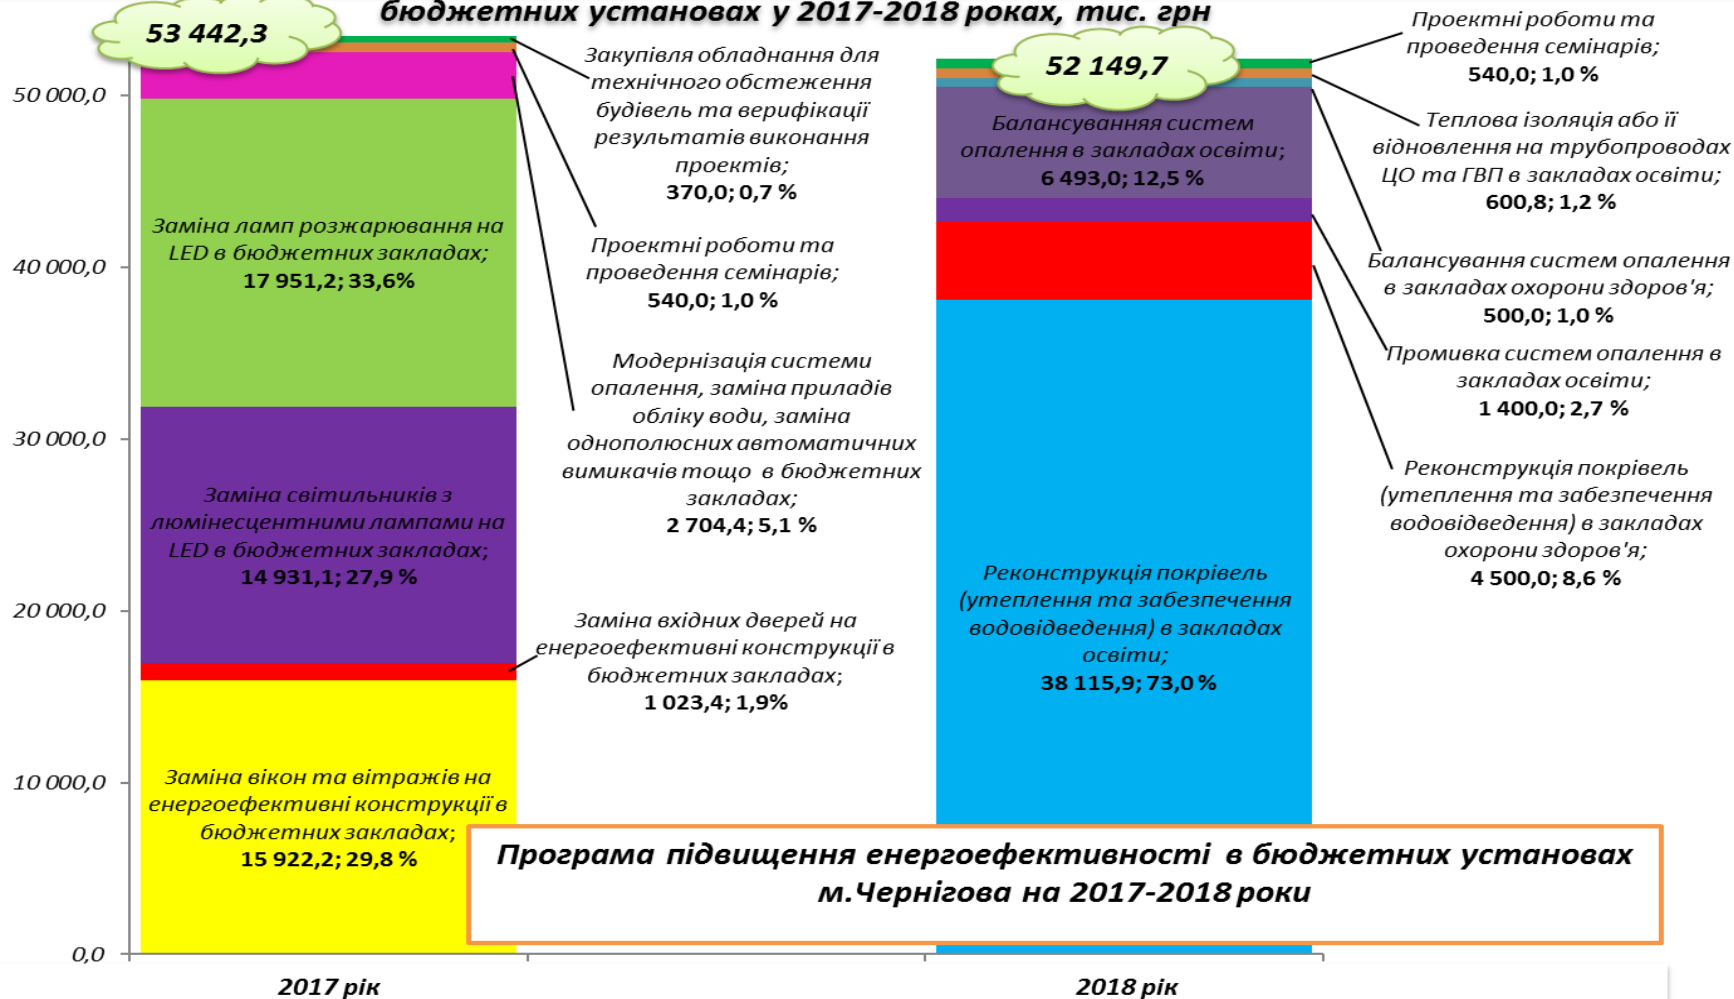 бюджетних установах у 2017-2018 роках, тис. грн
53 442,3
50 000,0
40 000,0
30 000,0
20 000,0
10 000,0
0,0
Заміна ламп розжарювання на
LED в бюджетних закладах;
17 951,2; 33,6%
Заміна світильників з
люмінесцентними лампами на
LED в бюджетних закладах;
14 931,1; 27,9 %
Заміна вікон та вітражів на
енергоефективні конструкції в
бюджетних закладах;
15 922,2; 29,8 %
Закупівля обладнання для
технічного обстеження
будівель та верифікації
результатів виконання
проектів;
370,0; 0,7 %
Проектні роботи та
проведення семінарів;
540,0; 1,0 %
Модернізація системи
опалення, заміна приладів
обліку води, заміна
однополюсних автоматичних
вимикачів тощо в бюджетних
закладах;
2 704,4; 5,1 %
Заміна вхідних дверей на
енергоефективні конструкції в
бюджетних закладах;
1 023,4; 1,9%
52 149,7
Балансуванняя систем
опалення в закладах освіти;
6 493,0; 12,5 %
Реконструкція покрівель
(утеплення та забезпечення
водовідведення) в закладах
освіти;
38 115,9; 73,0 %
Проектні роботи та
проведення семінарів;
540,0; 1,0 %
Теплова ізоляція або її
відновлення на трубопроводах
ЦО та ГВП в закладах освіти;
600,8; 1,2 %
Балансування систем опалення
в закладах охорони здоров'я;
500,0; 1,0 %
Промивка систем опалення в
закладах освіти;
1 400,0; 2,7 %
Реконструкція покрівель
(утеплення та забезпечення
водовідведення) в закладах
охорони здоров'я;
4 500,0; 8,6 %
Програма підвищення енергоефективності в бюджетних установах
м.Чернігова на 2017-2018 роки
2017 рік
2018 рік